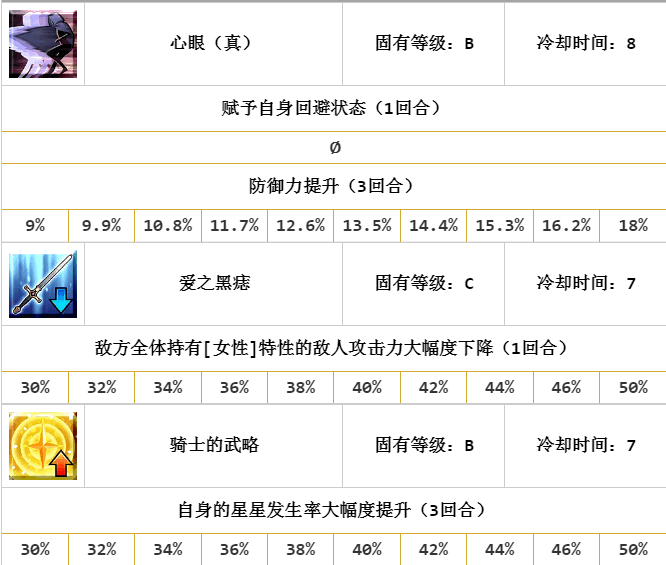 心眼（真） 固有等级：B 冷却时间：8
赋予自身回避状态（1回合）
Ø
防御力提升（3回合）
9% 9.9% 10.8% 11.7% 12.6% 13.5% 14.4% 15.3% 16.2% 18%
爱之黑痣 固有等级：C 冷却时间：7
敌方全体持有[女性]特性的敌人攻击力大幅度下降（1回合）
30% 32% 34% 36% 38% 40% 42% 44% 46% 50%
骑士的武略 固有等级：B 冷却时间：7
自身的星星发生率大幅度提升（3回合）
30% 32% 34% 36% 38% 40% 42% 44% 46% 50%